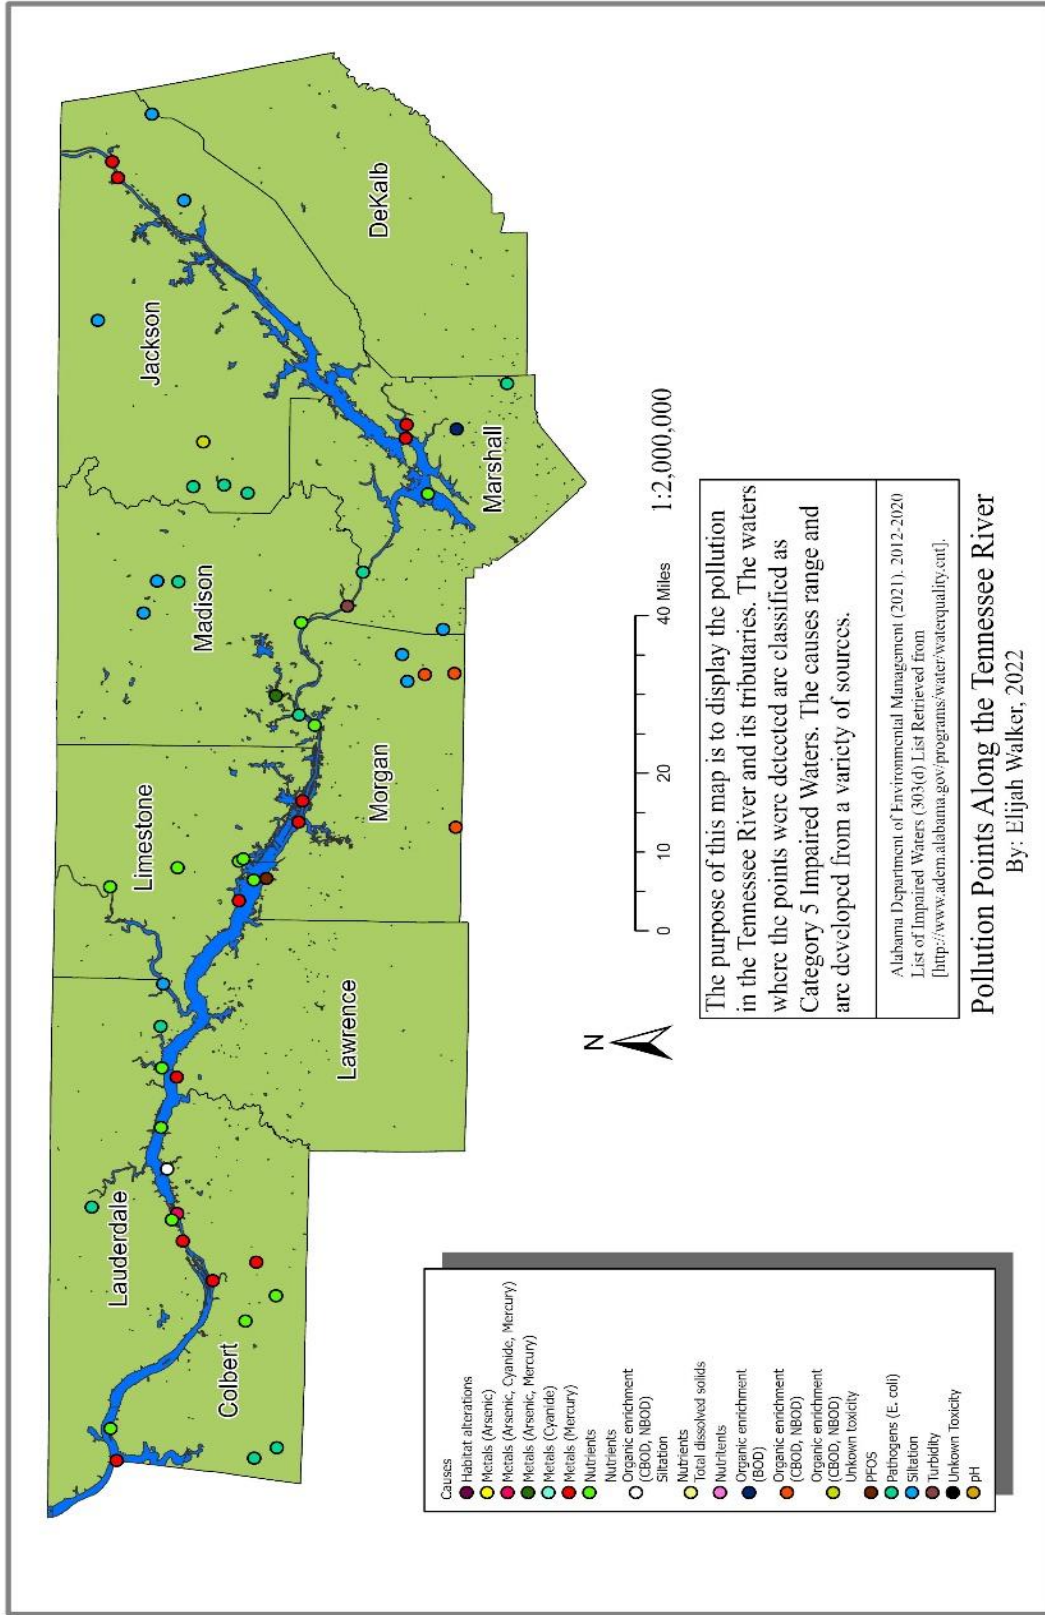 Lauderdale
Colbert
Limestone
Lawrence
Madison
Morgan
Jackson
DeKalb
Marshall
Causes
Habitat alterations
Metals (Arsenic)
Metals (Arsenic, Cyanide, Mercury)
Metals (Arsenic, Mercury)
Metals (Cyanide)
Metals (Mercury)
Nutrients
Nutrients
Organic enrichment
(CBOD, NBOD)
Siltation
Nutrients
Total dissolved solids
Nutritents
Organic enrichment
(BOD)
Organic enrichment
(CBOD, NBOD)
Organic enrichment
(CBOD, NBOD)
Unknown toxicity
PFOS
Pathogens (E. coli)
Siltation
Turbidity
Unknown Toxicity
pH
N
0 10 20 40 Miles
1:2,000,000
The purpose of this map is to display the pollution
in the Tennessee River and its tributaries. The waters
where the points were detected are classified as
Category 5 Impaired Waters. The causes range and
are developed from a variety of sources.
Alabama Department of Environmental Management (2021). 2012-2020
List of Impaired Waters (303(d) List Retrieved from
[http://www.adem.alabama.gov/programs/water/waterquality.cnt].
Pollution Points Along the Tennessee River
By: Elijah Walker, 2022